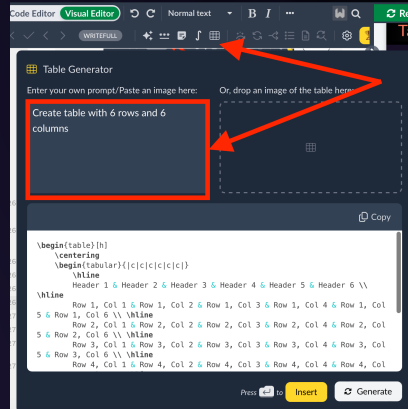 Code Editor Visual Editor Normal text B I ...
WRITEFULL
Table Generator
Enter your own prompt/Paste an image here: Or, drop an image of the table here:
Create table with 6 rows and 6
columns
Copy
\begin{table}[h]
\centering
\begin{tabular}{|c|c|c|c|c|c|}
\hline
Header 1 & Header 2 & Header 3 & Header 4 & Header 5 & Header 6 \\
\hline
Row 1, Col 1 & Row 1, Col 2 & Row 1, Col 3 & Row 1, Col 4 & Row 1, Col
5 & Row 1, Col 6 \\ \hline
Row 2, Col 1 & Row 2, Col 2 & Row 2, Col 3 & Row 2, Col 4 & Row 2, Col
5 & Row 2, Col 6 \\ \hline
Row 3, Col 1 & Row 3, Col 2 & Row 3, Col 3 & Row 3, Col 4 & Row 3, Col
5 & Row 3, Col 6 \\ \hline
Row 4, Col 1 & Row 4, Col 2 & Row 4, Col 3 & Row 4, Col 4 & Row 4, Col
Press to Insert Generate